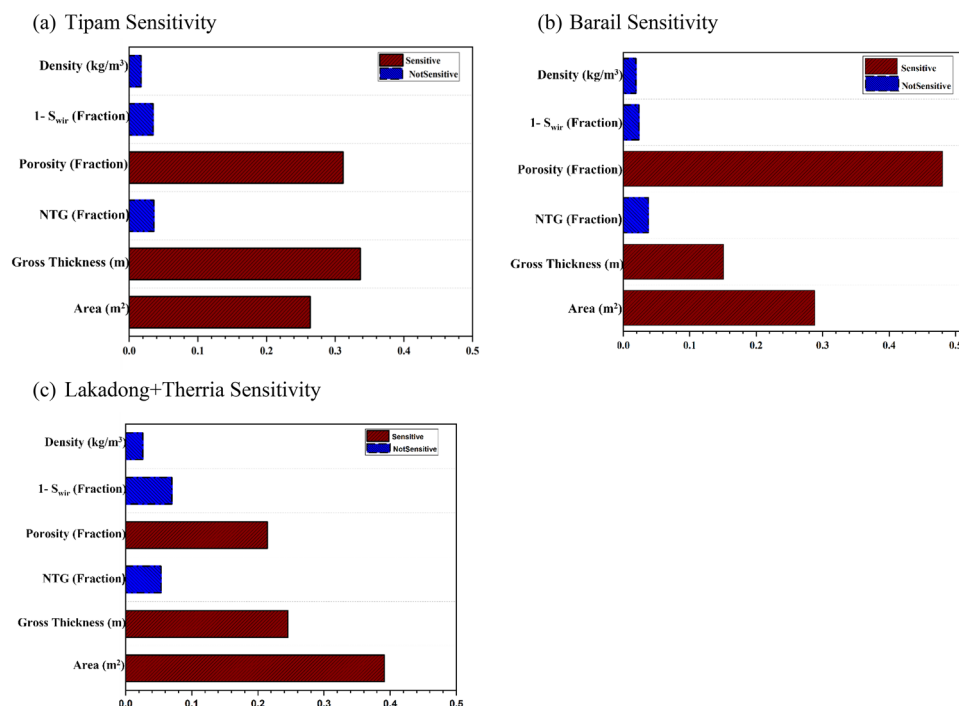 (a) Tipam Sensitivity
Density (kg/m³)
1- Swir (Fraction)
Porosity (Fraction)
NTG (Fraction)
Gross Thickness (m)
Area (m²)
0.0 0.1 0.2 0.3 0.4 0.5
Sensitive
NotSensitive
(b) Barail Sensitivity
Density (kg/m³)
1- Swir (Fraction)
Porosity (Fraction)
NTG (Fraction)
Gross Thickness (m)
Area (m²)
0.0 0.1 0.2 0.3 0.4 0.5
Sensitive
NotSensitive
(c) Lakadong+Therria Sensitivity
Density (kg/m³)
1- Swir (Fraction)
Porosity (Fraction)
NTG (Fraction)
Gross Thickness (m)
Area (m²)
0.0 0.1 0.2 0.3 0.4 0.5
Sensitive
NotSensitive